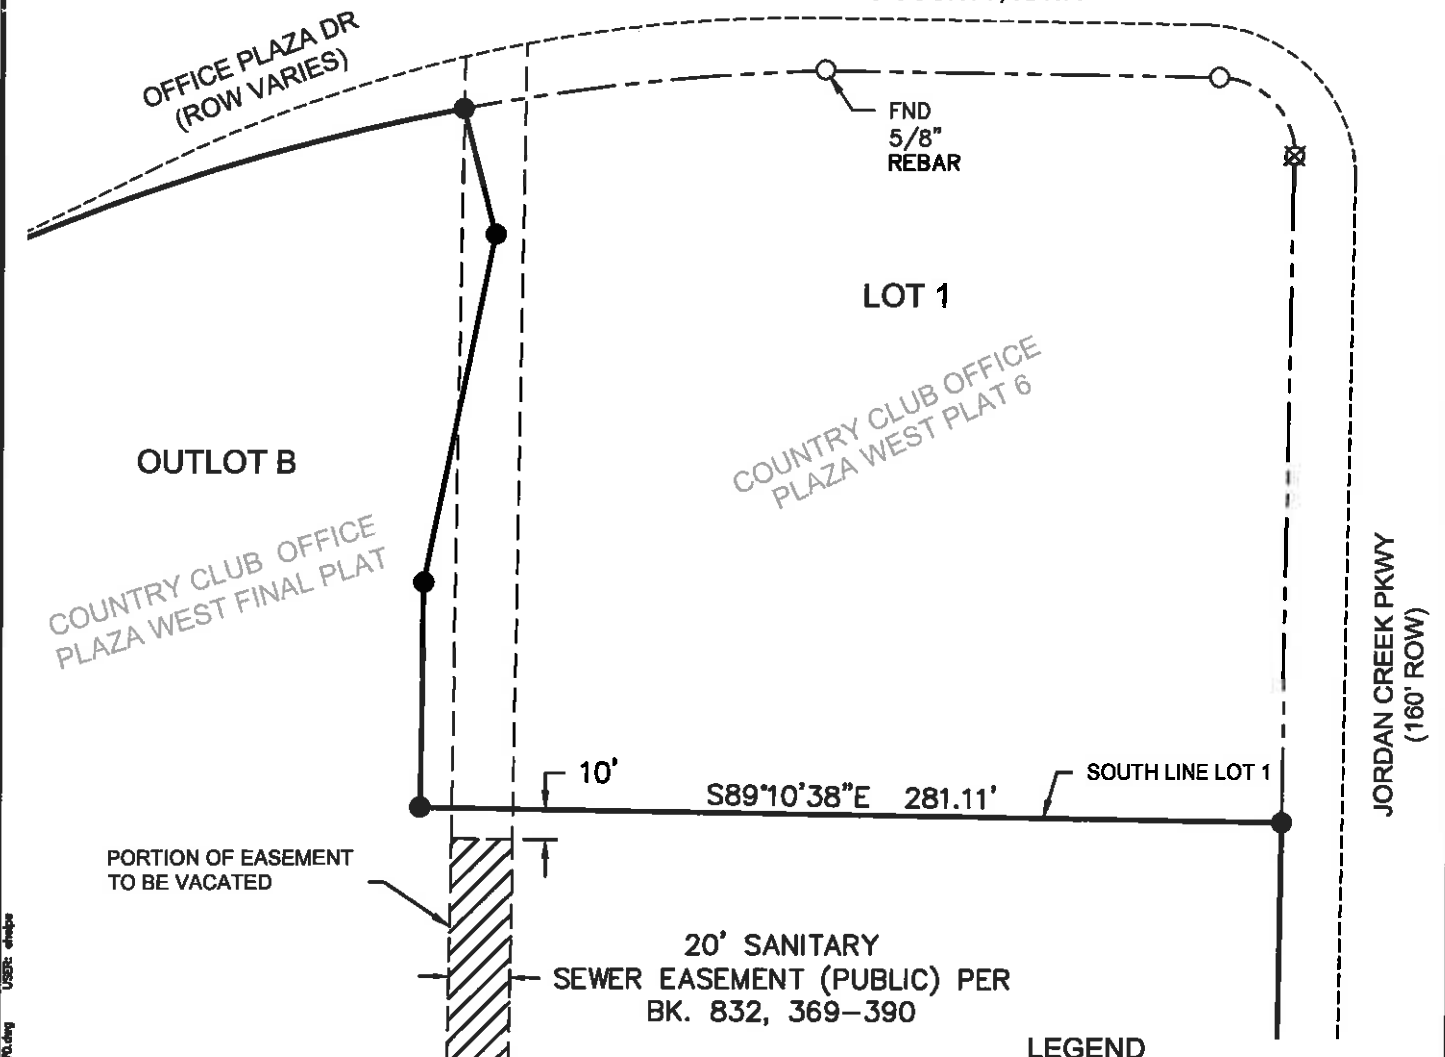 OFFICE PLAZA DR
(ROW VARIES)
FND
5/8"
REBAR
LOT 1
COUNTRY CLUB OFFICE
PLAZA WEST PLAT 6
OUTLOT B
COUNTRY CLUB OFFICE
PLAZA WEST FINAL PLAT
JORDAN CREEK PKWY
(160' ROW)
10'
S89°10'38"E 281.11'
SOUTH LINE LOT 1
PORTION OF EASEMENT
TO BE VACATED
20' SANITARY
SEWER EASEMENT (PUBLIC) PER
BK. 832, 369-390
LEGEND